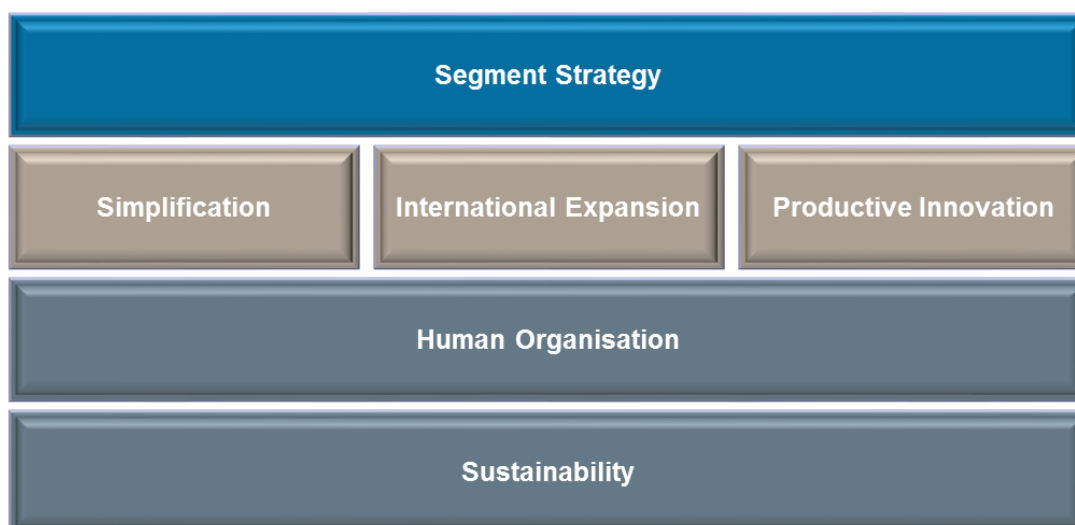 Segment Strategy
Simplification
International Expansion
Productive Innovation
Human Organisation
Sustainability